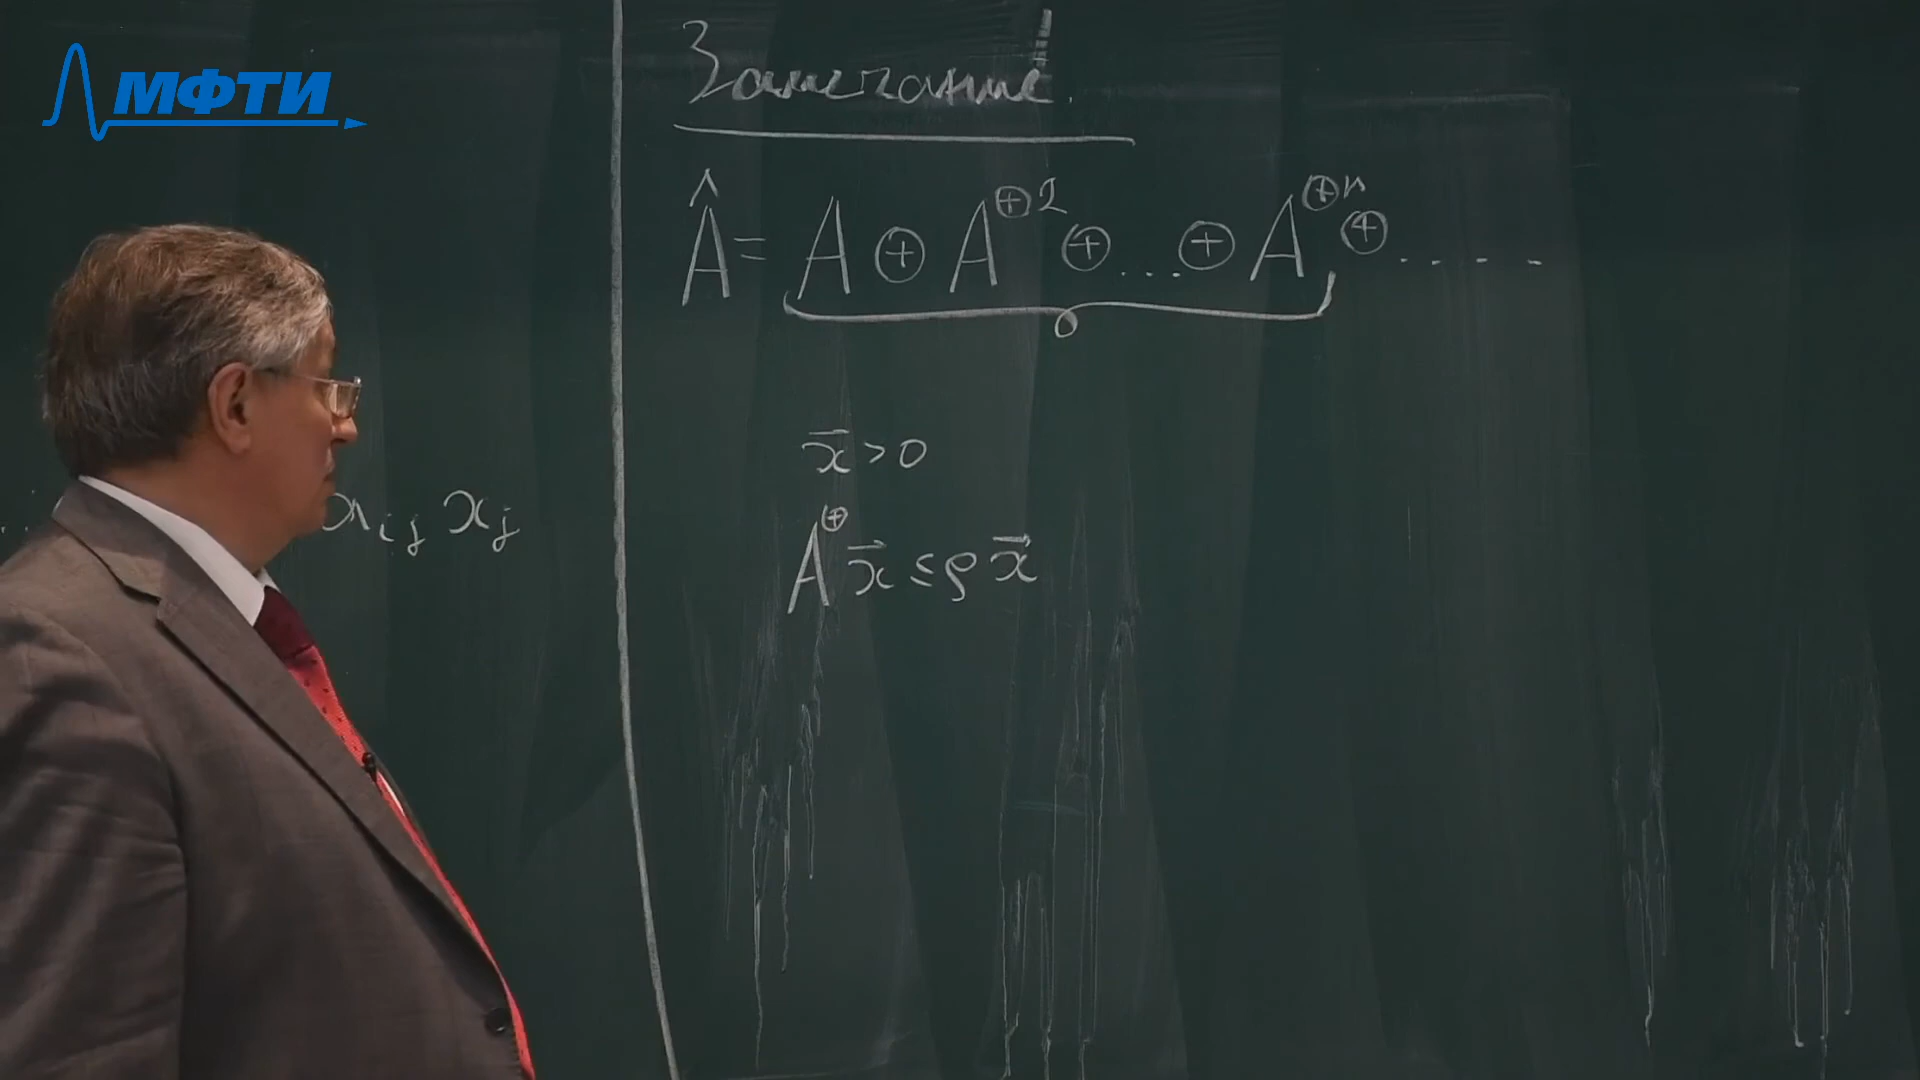 МФТИ
Замечание.
Â = A ⊕ A^{⊕2} ⊕ ... ⊕ A^{⊕n} ⊕ .....
x̄ > 0
... x_j
A^{⊕} x⃗ ≤ ρ x⃗